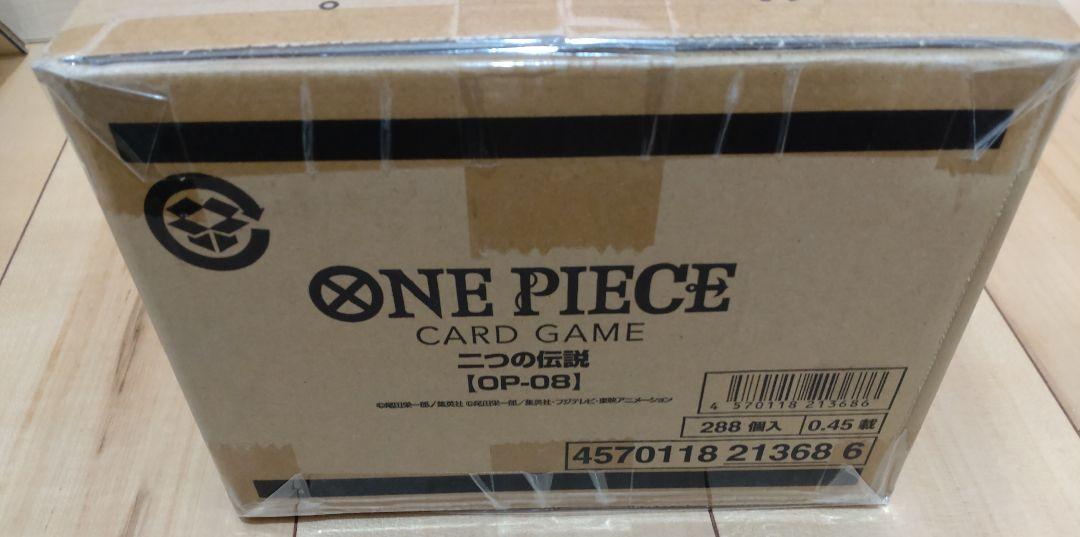 ONE PIECE
CARD GAME
二つの伝説
【OP-08】
©尾田栄一郎/集英社 ©尾田栄一郎/集英社・フジテレビ・東映アニメーション
4 570118 213686
288 個入 0.45 才
4570118 21368 6